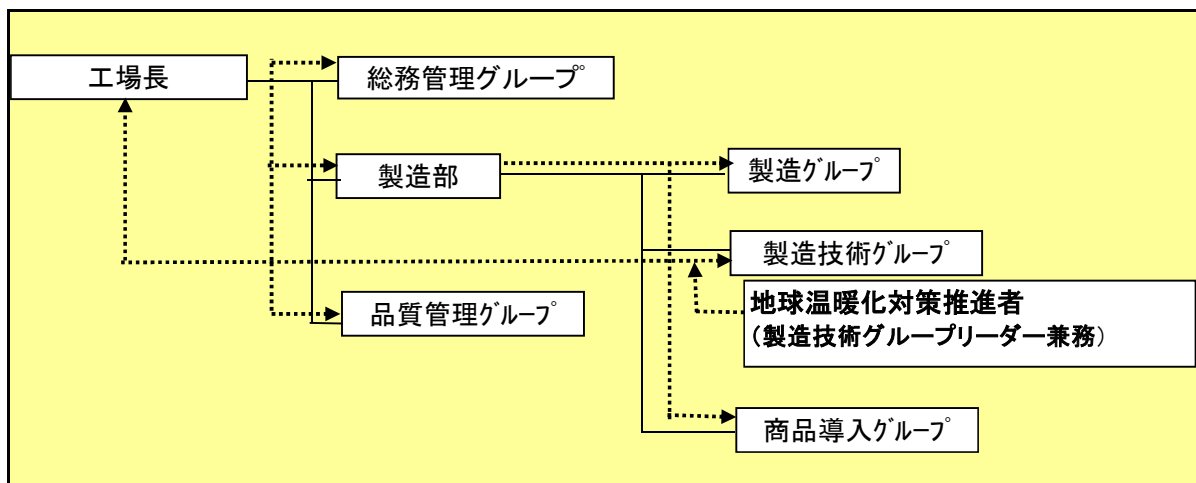 工場長
総務管理ｸﾞﾙｰﾌﾟ
製造部
製造ｸﾞﾙｰﾌﾟ
製造技術ｸﾞﾙｰﾌﾟ
地球温暖化対策推進者
（製造技術グループリーダー兼務）
品質管理ｸﾞﾙｰﾌﾟ
商品導入ｸﾞﾙｰﾌﾟ